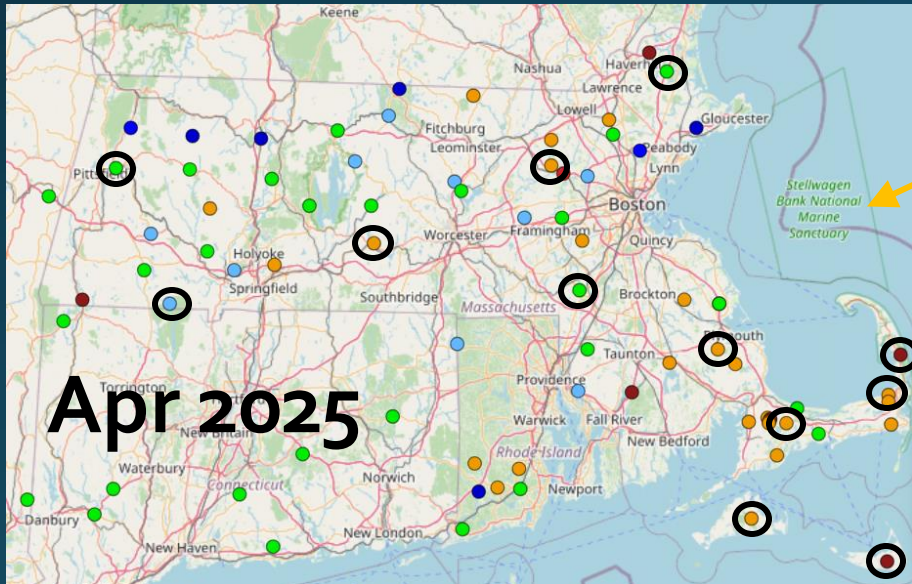 Keene
Nashua
Haverh
Lawrence
Lowell
Gloucester
Fitchburg
Leominster
Peabody
Lynn
Pittsfield
Boston
Stellwagen
Bank National
Marine
Sanctuary
Worcester
Framingham
Quincy
Holyoke
Springfield
Southbridge
Massachusetts
Brockton
Plymouth
Taunton
Torrington
Providence
Apr 2025
Warwick
Fall River
New Britain
New Bedford
Rhode Island
Waterbury
Connecticut
Norwich
Newport
Danbury
New London
New Haven